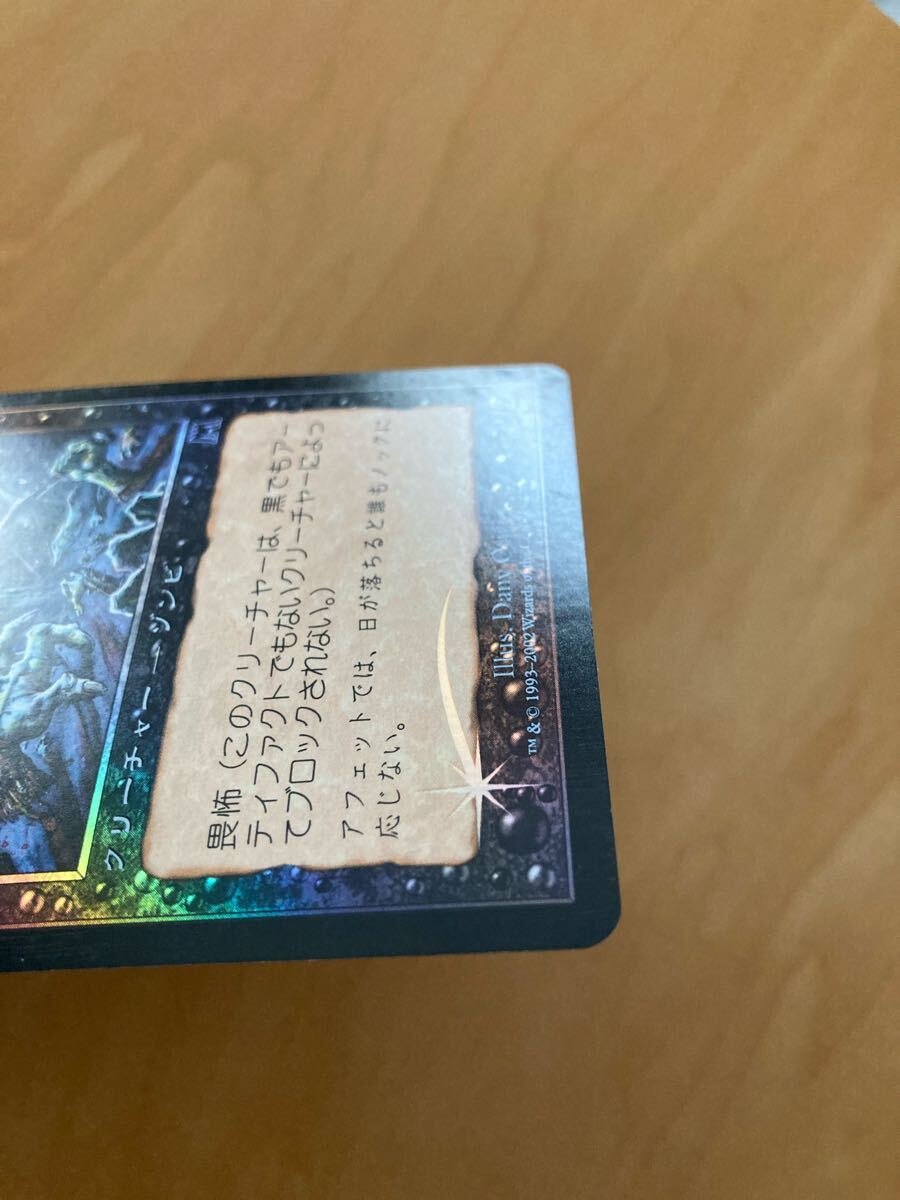 クリーチャー — ゾンビ
畏怖(このクリーチャーは、黒でもアー
ティファクトでもないクリーチャーによっ
てブロックされない。)
アフェットでは、日が落ちると誰もノックに
応じない。
Illus. Dany
™ & © 1993-2002 Wizards of